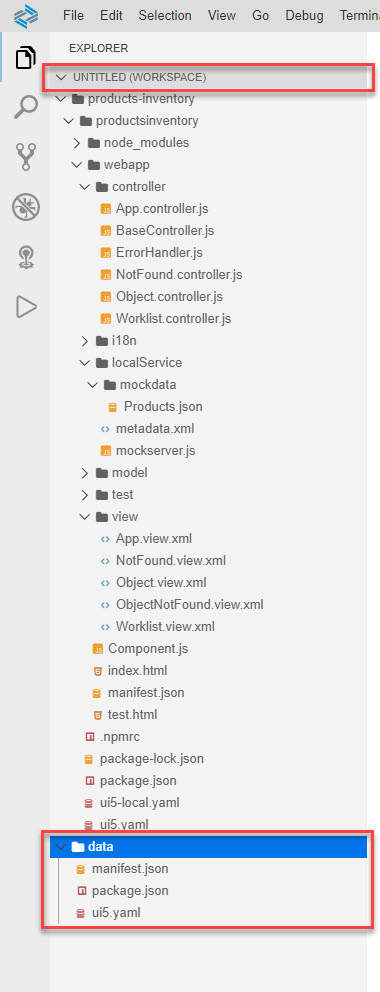 File Edit Selection View Go Debug Termin
EXPLORER
UNTITLED (WORKSPACE)
products-inventory
productsinventory
node_modules
webapp
controller
App.controller.js
BaseController.js
ErrorHandler.js
NotFound.controller.js
Object.controller.js
Worklist.controller.js
i18n
localService
mockdata
Products.json
metadata.xml
mockserver.js
model
test
view
App.view.xml
NotFound.view.xml
Object.view.xml
ObjectNotFound.view.xml
Worklist.view.xml
Component.js
index.html
manifest.json
test.html
.npmrc
package-lock.json
package.json
ui5-local.yaml
ui5.yaml
data
manifest.json
package.json
ui5.yaml